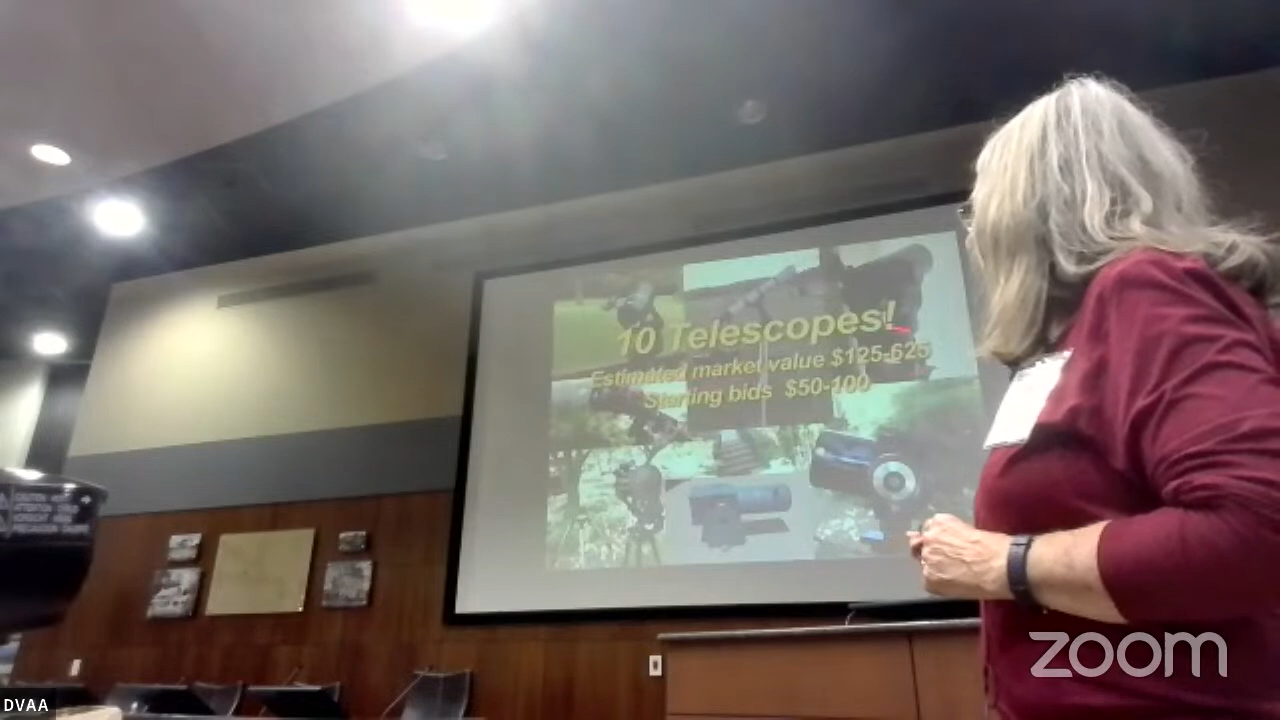 10 Telescopes!
Estimated market value $125-625
Starting bids $50-100
zoom
DVAA